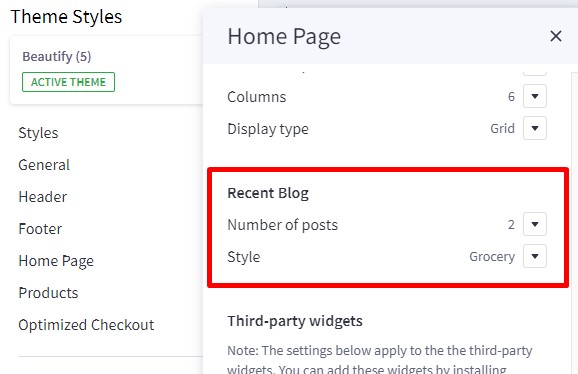 Theme Styles
Beautify (5)
ACTIVE THEME
Styles
General
Header
Footer
Home Page
Products
Optimized Checkout
Home Page
Columns 6
Display type Grid
Recent Blog
Number of posts 2
Style Grocery
Third-party widgets
Note: The settings below apply to the the third-party
widgets. You can add these widgets by installing